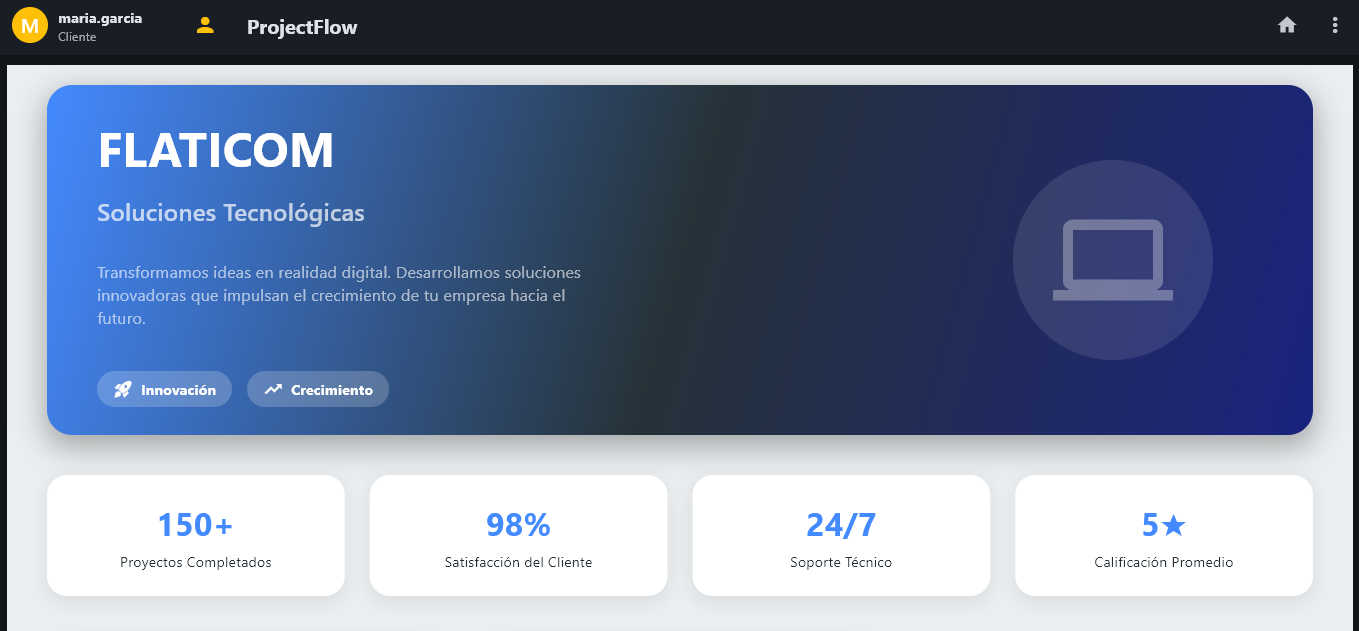 M
maria.garcia
Cliente
ProjectFlow
FLATICOM
Soluciones Tecnológicas
Transformamos ideas en realidad digital. Desarrollamos soluciones
innovadoras que impulsan el crecimiento de tu empresa hacia el
futuro.
Innovación
Crecimiento
150+
Proyectos Completados
98%
Satisfacción del Cliente
24/7
Soporte Técnico
5★
Calificación Promedio